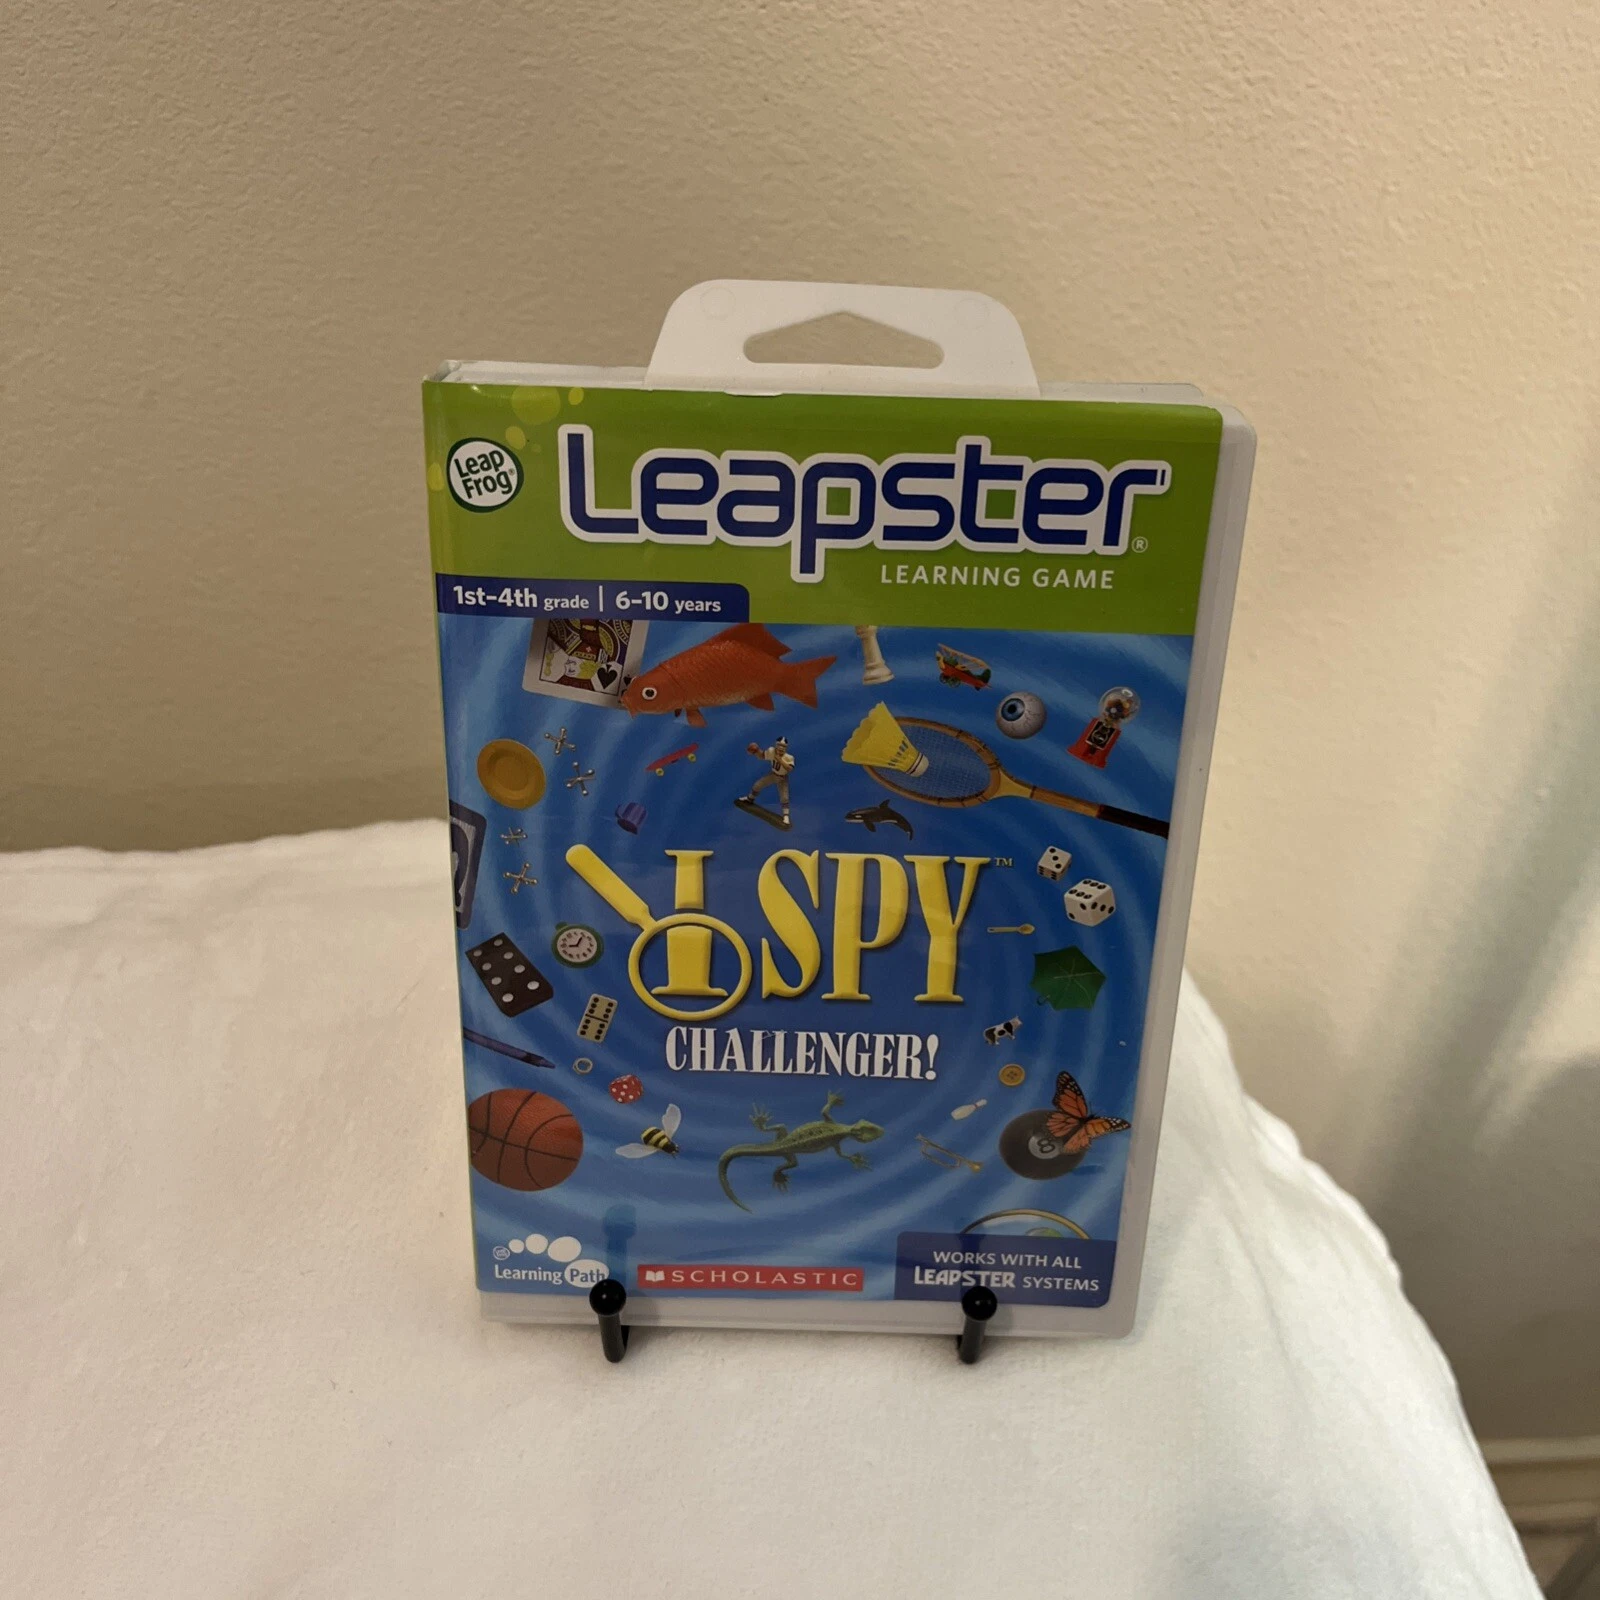 Leap
Frog®
Leapster®
LEARNING GAME
1st–4th grade | 6–10 years
I SPY™
CHALLENGER!
8
Learning Path
SCHOLASTIC
WORKS WITH ALL
LEAPSTER SYSTEMS